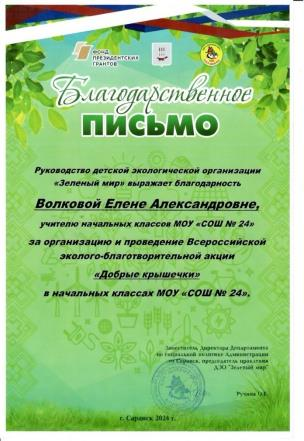 ФОНД
ПРЕЗИДЕНТСКИХ
ГРАНТОВ
Благодарственное
ПИСЬМО
Руководство детской экологической организации
«Зеленый мир» выражает благодарность
Волковой Елене Александровне,
учителю начальных классов МОУ «СОШ № 24»
за организацию и проведение Всероссийской
эколого-благотворительной акции
«Добрые крышечки»
в начальных классах МОУ «СОШ № 24».
Заместитель Директора Департамента
по социальной политике Администрации
го Саранск, председатель правления
ДЭО "Зеленый мир"
Ручина О.Е.
г. Саранск 2024 г.